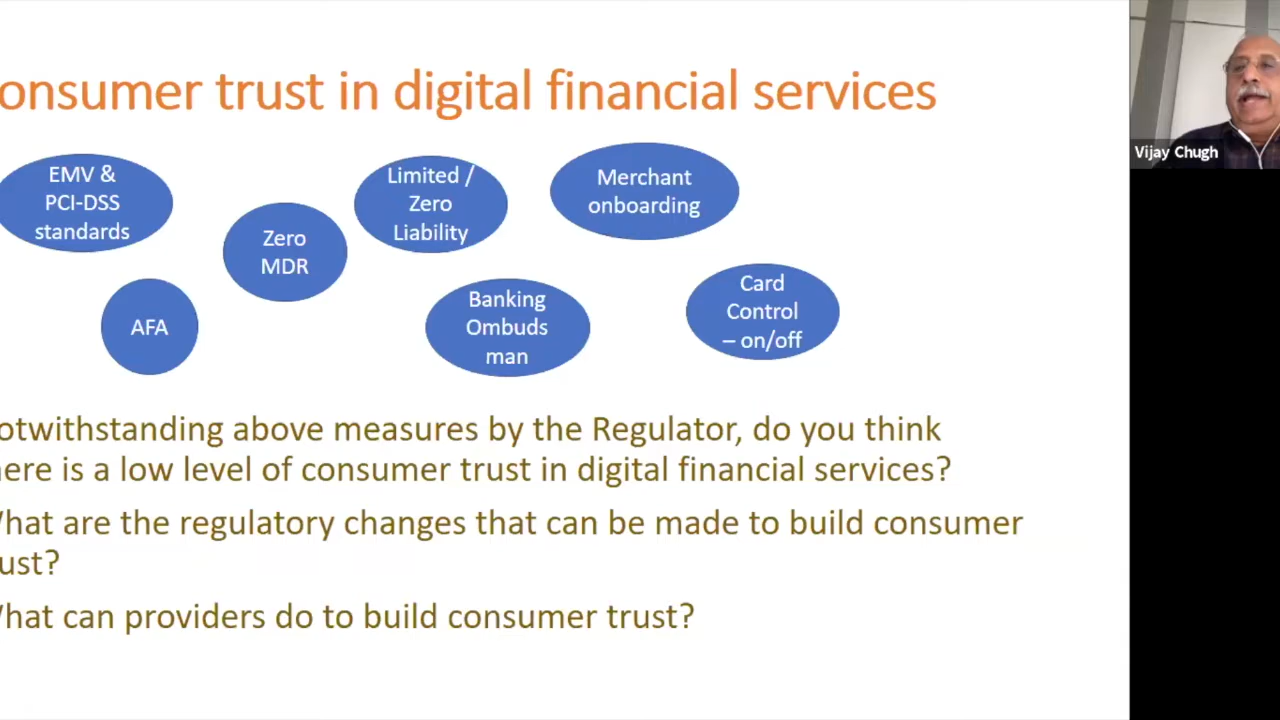 onsumer trust in digital financial services
EMV &
PCI-DSS
standards
Zero
MDR
Limited /
Zero
Liability
Merchant
onboarding
AFA
Banking
Ombuds
man
Card
Control
– on/off
otwithstanding above measures by the Regulator, do you think
ere is a low level of consumer trust in digital financial services?
hat are the regulatory changes that can be made to build consumer
ust?
hat can providers do to build consumer trust?
Vijay Chugh